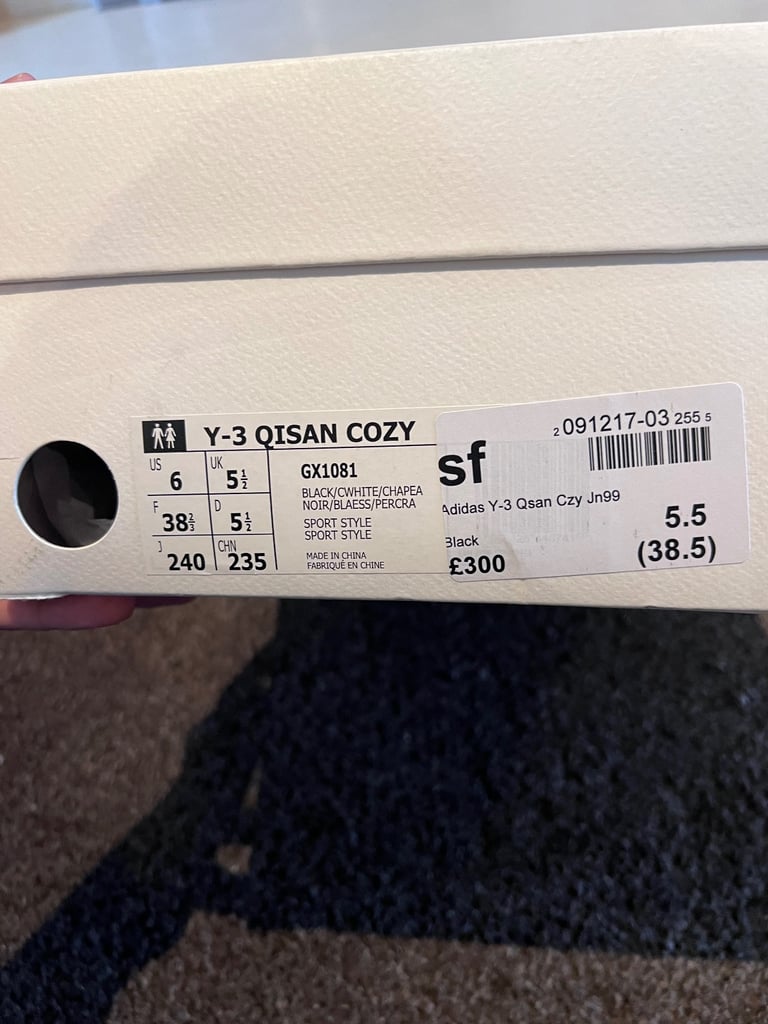 Y-3 QISAN COZY
US 6 UK 5½
F 38⅔ D 5½
J 240 CHN 235
GX1081
BLACK/CWHITE/CHAPEA
NOIR/BLAESS/PERCRA
SPORT STYLE
SPORT STYLE
MADE IN CHINA
FABRIQUÉ EN CHINE
2 091217-03 255 5
sf
Adidas Y-3 Qsan Czy Jn99
5.5
Black
(38.5)
£300